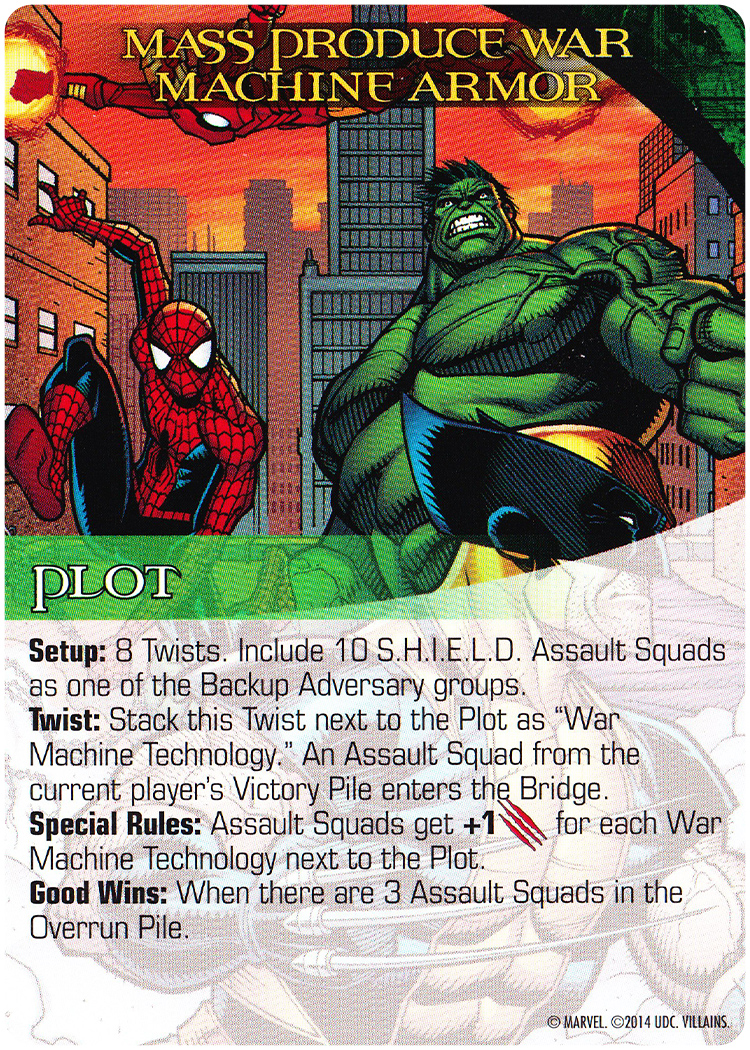 MASS PRODUCE WAR
MACHINE ARMOR
PLOT
Setup: 8 Twists. Include 10 S.H.I.E.L.D. Assault Squads
as one of the Backup Adversary groups.
Twist: Stack this Twist next to the Plot as “War
Machine Technology.” An Assault Squad from the
current player's Victory Pile enters the Bridge.
Special Rules: Assault Squads get +1 for each War
Machine Technology next to the Plot.
Good Wins: When there are 3 Assault Squads in the
Overrun Pile.
© MARVEL. ©2014 UDC. VILLAINS.